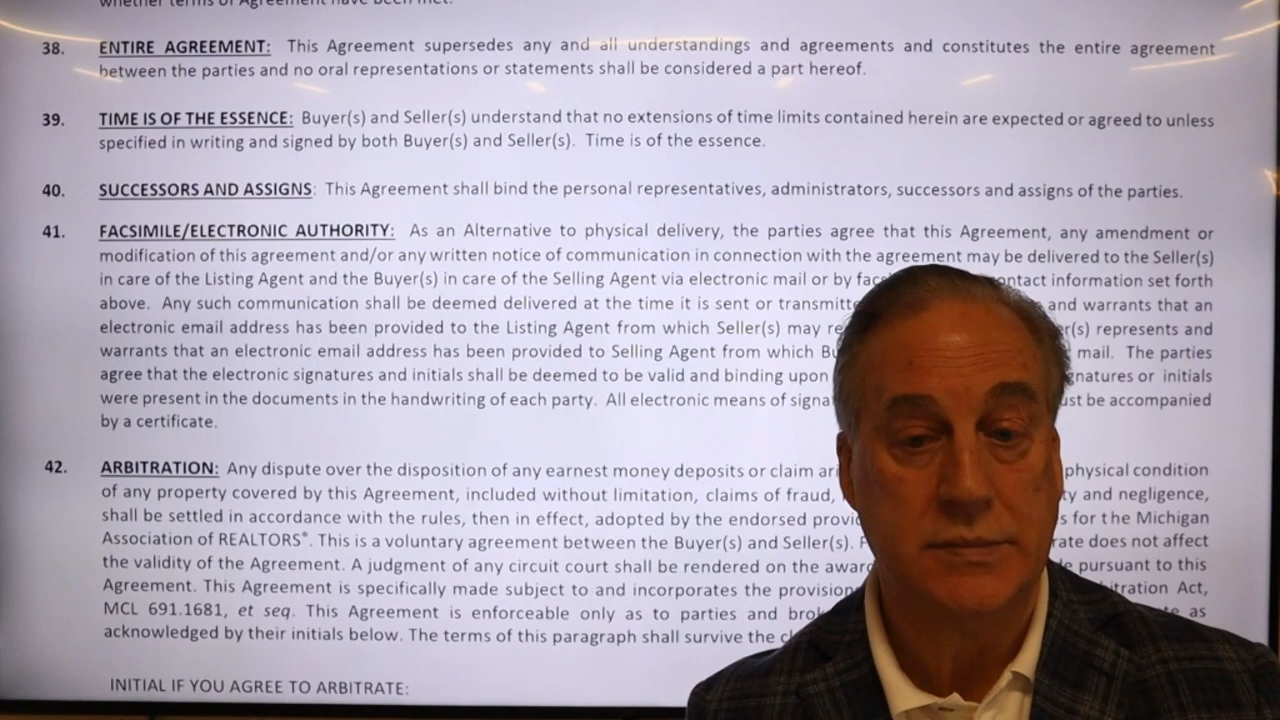 whether terms of Agreement have been met.
38. ENTIRE AGREEMENT: This Agreement supersedes any and all understandings and agreements and constitutes the entire agreement
between the parties and no oral representations or statements shall be considered a part hereof.
39. TIME IS OF THE ESSENCE: Buyer(s) and Seller(s) understand that no extensions of time limits contained herein are expected or agreed to unless
specified in writing and signed by both Buyer(s) and Seller(s). Time is of the essence.
40. SUCCESSORS AND ASSIGNS: This Agreement shall bind the personal representatives, administrators, successors and assigns of the parties.
41. FACSIMILE/ELECTRONIC AUTHORITY: As an Alternative to physical delivery, the parties agree that this Agreement, any amendment or
modification of this agreement and/or any written notice of communication in connection with the agreement may be delivered to the Seller(s)
in care of the Listing Agent and the Buyer(s) in care of the Selling Agent via electronic mail or by contact information set forth
above. Any such communication shall be deemed delivered at the time it is sent or and warrants that an
electronic email address has been provided to the Listing Agent from which Seller(s) may represents and
warrants that an electronic email address has been provided to Selling Agent from which mail. The parties
agree that the electronic signatures and initials shall be deemed to be valid and binding upon or initials
were present in the documents in the handwriting of each party. All electronic means of be accompanied
by a certificate.
42. ARBITRATION: Any dispute over the disposition of any earnest money deposits or claim physical condition
of any property covered by this Agreement, included without limitation, claims of fraud, and negligence,
shall be settled in accordance with the rules, then in effect, adopted by the endorsed for the Michigan
Association of REALTORS®. This is a voluntary agreement between the Buyer(s) and Seller(s). does not affect
the validity of the Agreement. A judgment of any circuit court shall be rendered on the pursuant to this
Agreement. This Agreement is specifically made subject to and incorporates the Act,
MCL 691.1681, et seq. This Agreement is enforceable only as to parties and as
acknowledged by their initials below. The terms of this paragraph shall survive the
INITIAL IF YOU AGREE TO ARBITRATE: